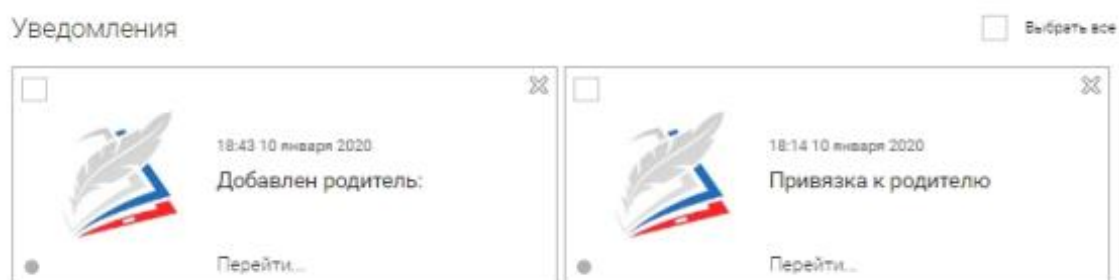 Уведомления
Выбрать все
18:43 10 января 2020
Добавлен родитель:
Перейти...
18:14 10 января 2020
Привязка к родителю
Перейти...